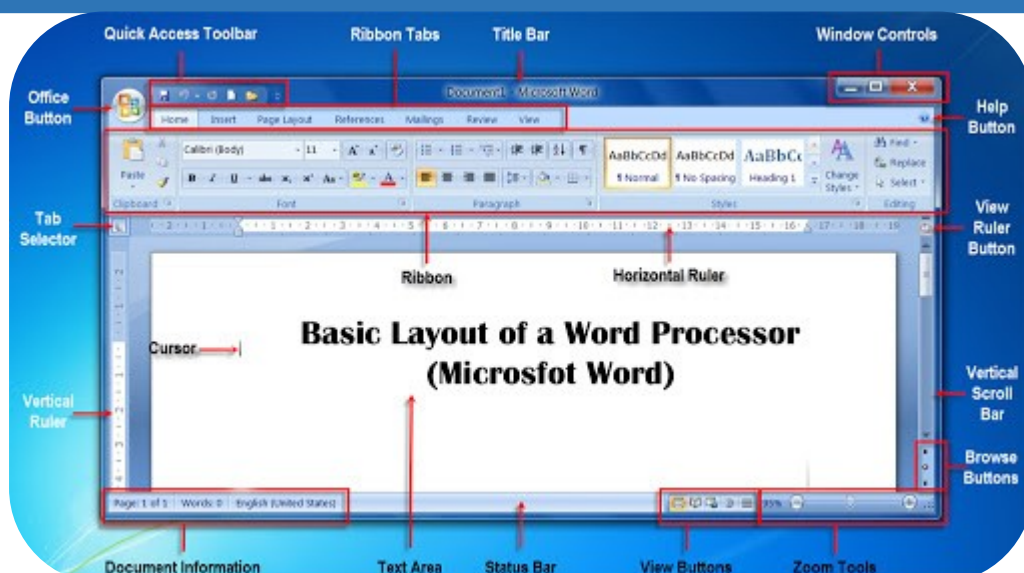 Quick Access Toolbar
Ribbon Tabs
Title Bar
Window Controls
Office
Button
Document1 - Microsoft Word
Home Insert Page Layout References Mailings Review View
Help
Button
Calibri (Body) 11
AaBbCcDd AaBbCcDd AaBbCc
¶ Normal ¶ No Spacing Heading 1
Change
Styles
Find
Replace
Select
Paste
Clipboard Font Paragraph Styles Editing
Tab
Selector
View
Ruler
Button
Ribbon
Horizontal Ruler
Basic Layout of a Word Processor
(Microsfot Word)
Cursor
Vertical
Ruler
Vertical
Scroll
Bar
Browse
Buttons
Page: 1 of 1 Words: 0 English (United States)
Document Information
Text Area
Status Bar
View Buttons
Zoom Tools